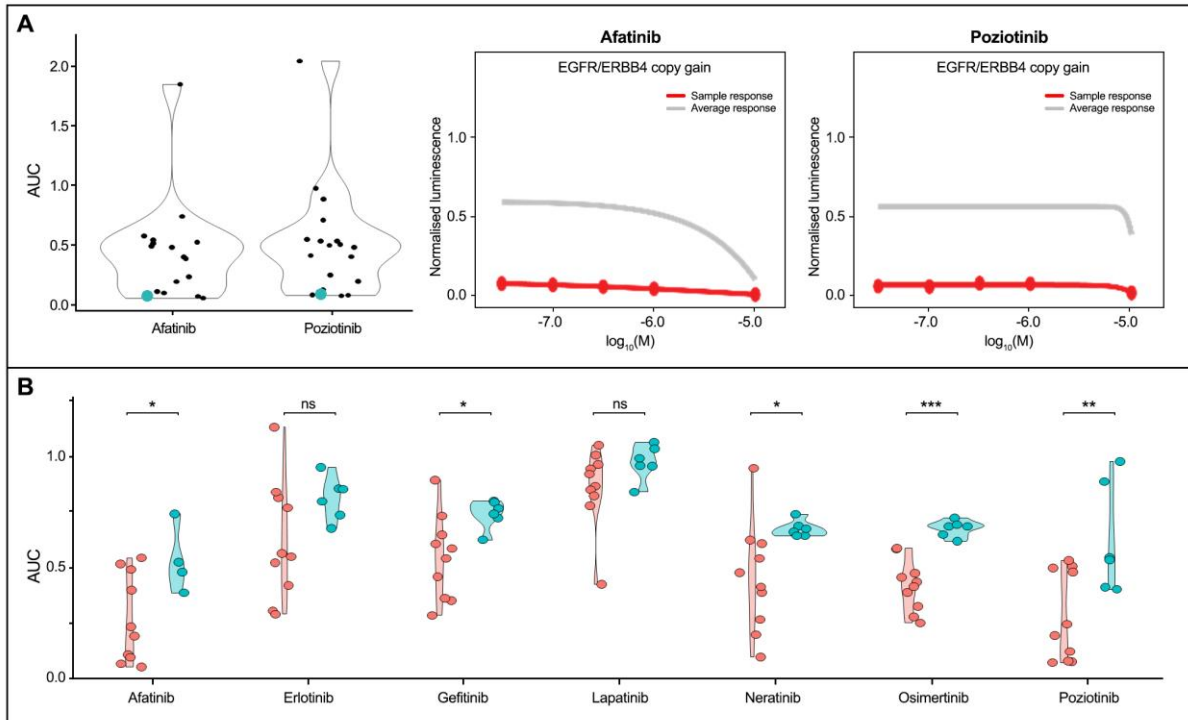 A
AUC
2.0
1.5
1.0
0.5
0.0
Afatinib
Poziotinib
Afatinib
EGFR/ERBB4 copy gain
Sample response
Average response
Normalised luminescence
1.0
0.5
0.0
-7.0
-6.0
-5.0
log10(M)
Poziotinib
EGFR/ERBB4 copy gain
Sample response
Average response
Normalised luminescence
1.0
0.5
0.0
-7.0
-6.0
-5.0
log10(M)
B
AUC
1.0
0.5
0.0
*
ns
*
ns
*
***
**
Afatinib
Erlotinib
Gefitinib
Lapatinib
Neratinib
Osimertinib
Poziotinib